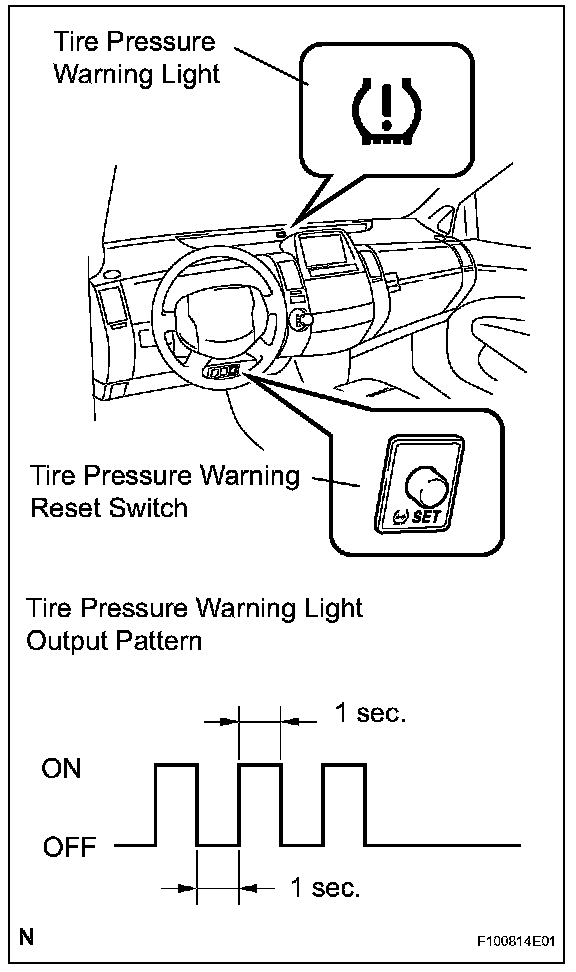 Tire Pressure
Warning Light
Tire Pressure Warning
Reset Switch
SET
Tire Pressure Warning Light
Output Pattern
1 sec.
ON
OFF
1 sec.
N
F100814E01